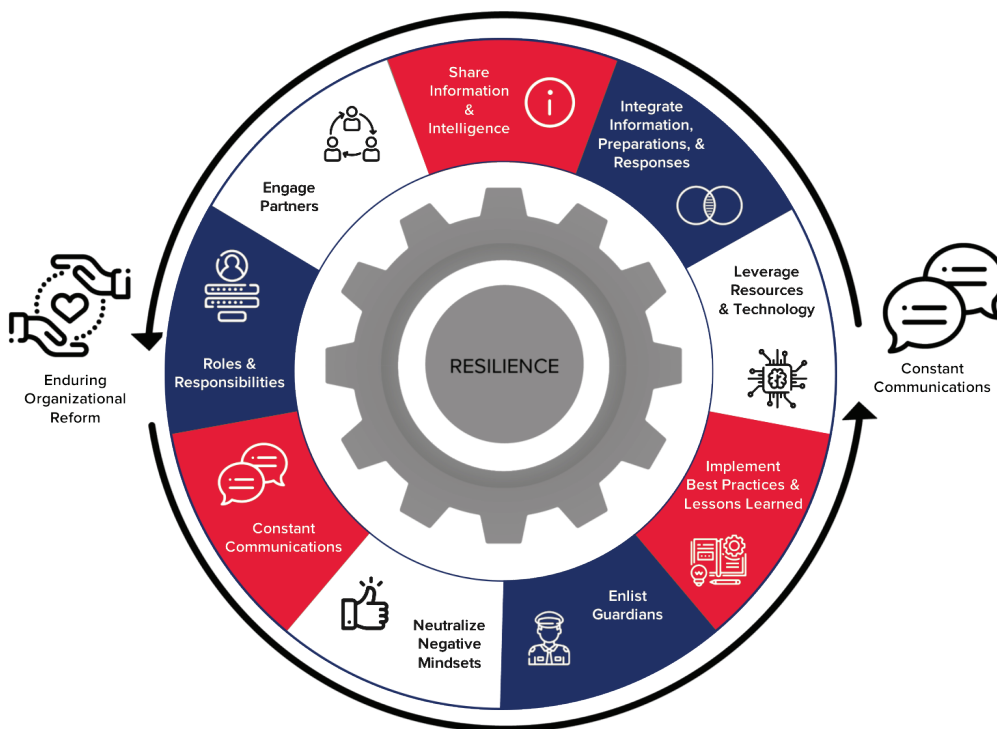 Share
Information
&
Intelligence
Integrate
Information,
Preparations, &
Responses
Leverage
Resources
& Technology
Implement
Best Practices &
Lessons Learned
Enlist
Guardians
Neutralize
Negative
Mindsets
Constant
Communications
Roles &
Responsibilities
Engage
Partners
RESILIENCE
Enduring
Organizational
Reform
Constant
Communications